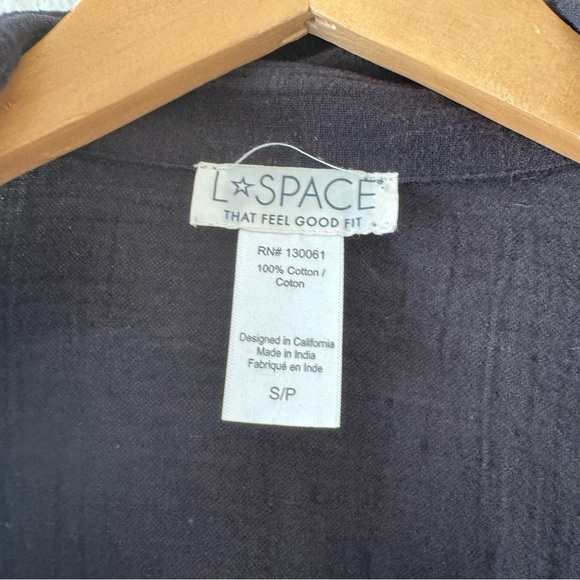 L☆SPACE®
THAT FEEL GOOD FIT
RN# 130061
100% Cotton /
Coton
Designed in California
Made in India
Fabriqué en Inde
S/P